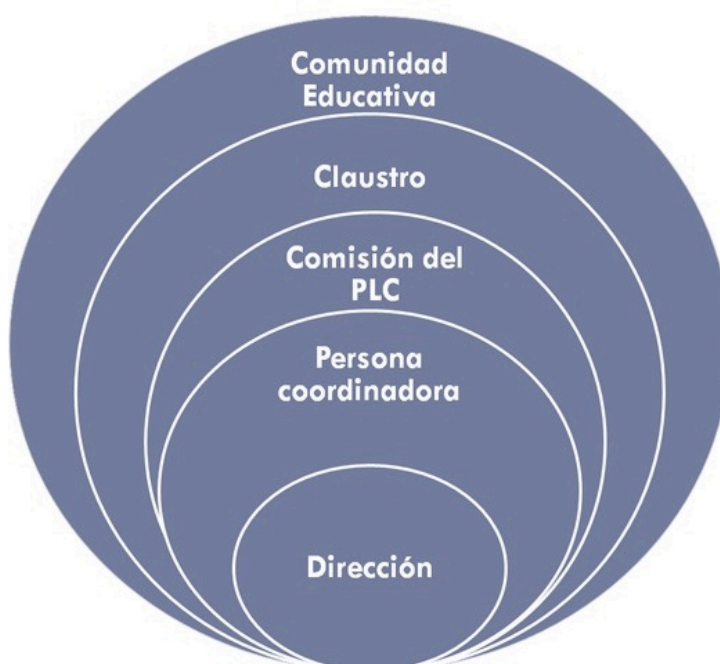 Comunidad
Educativa
Claustro
Comisión del
PLC
Persona
coordinadora
Dirección